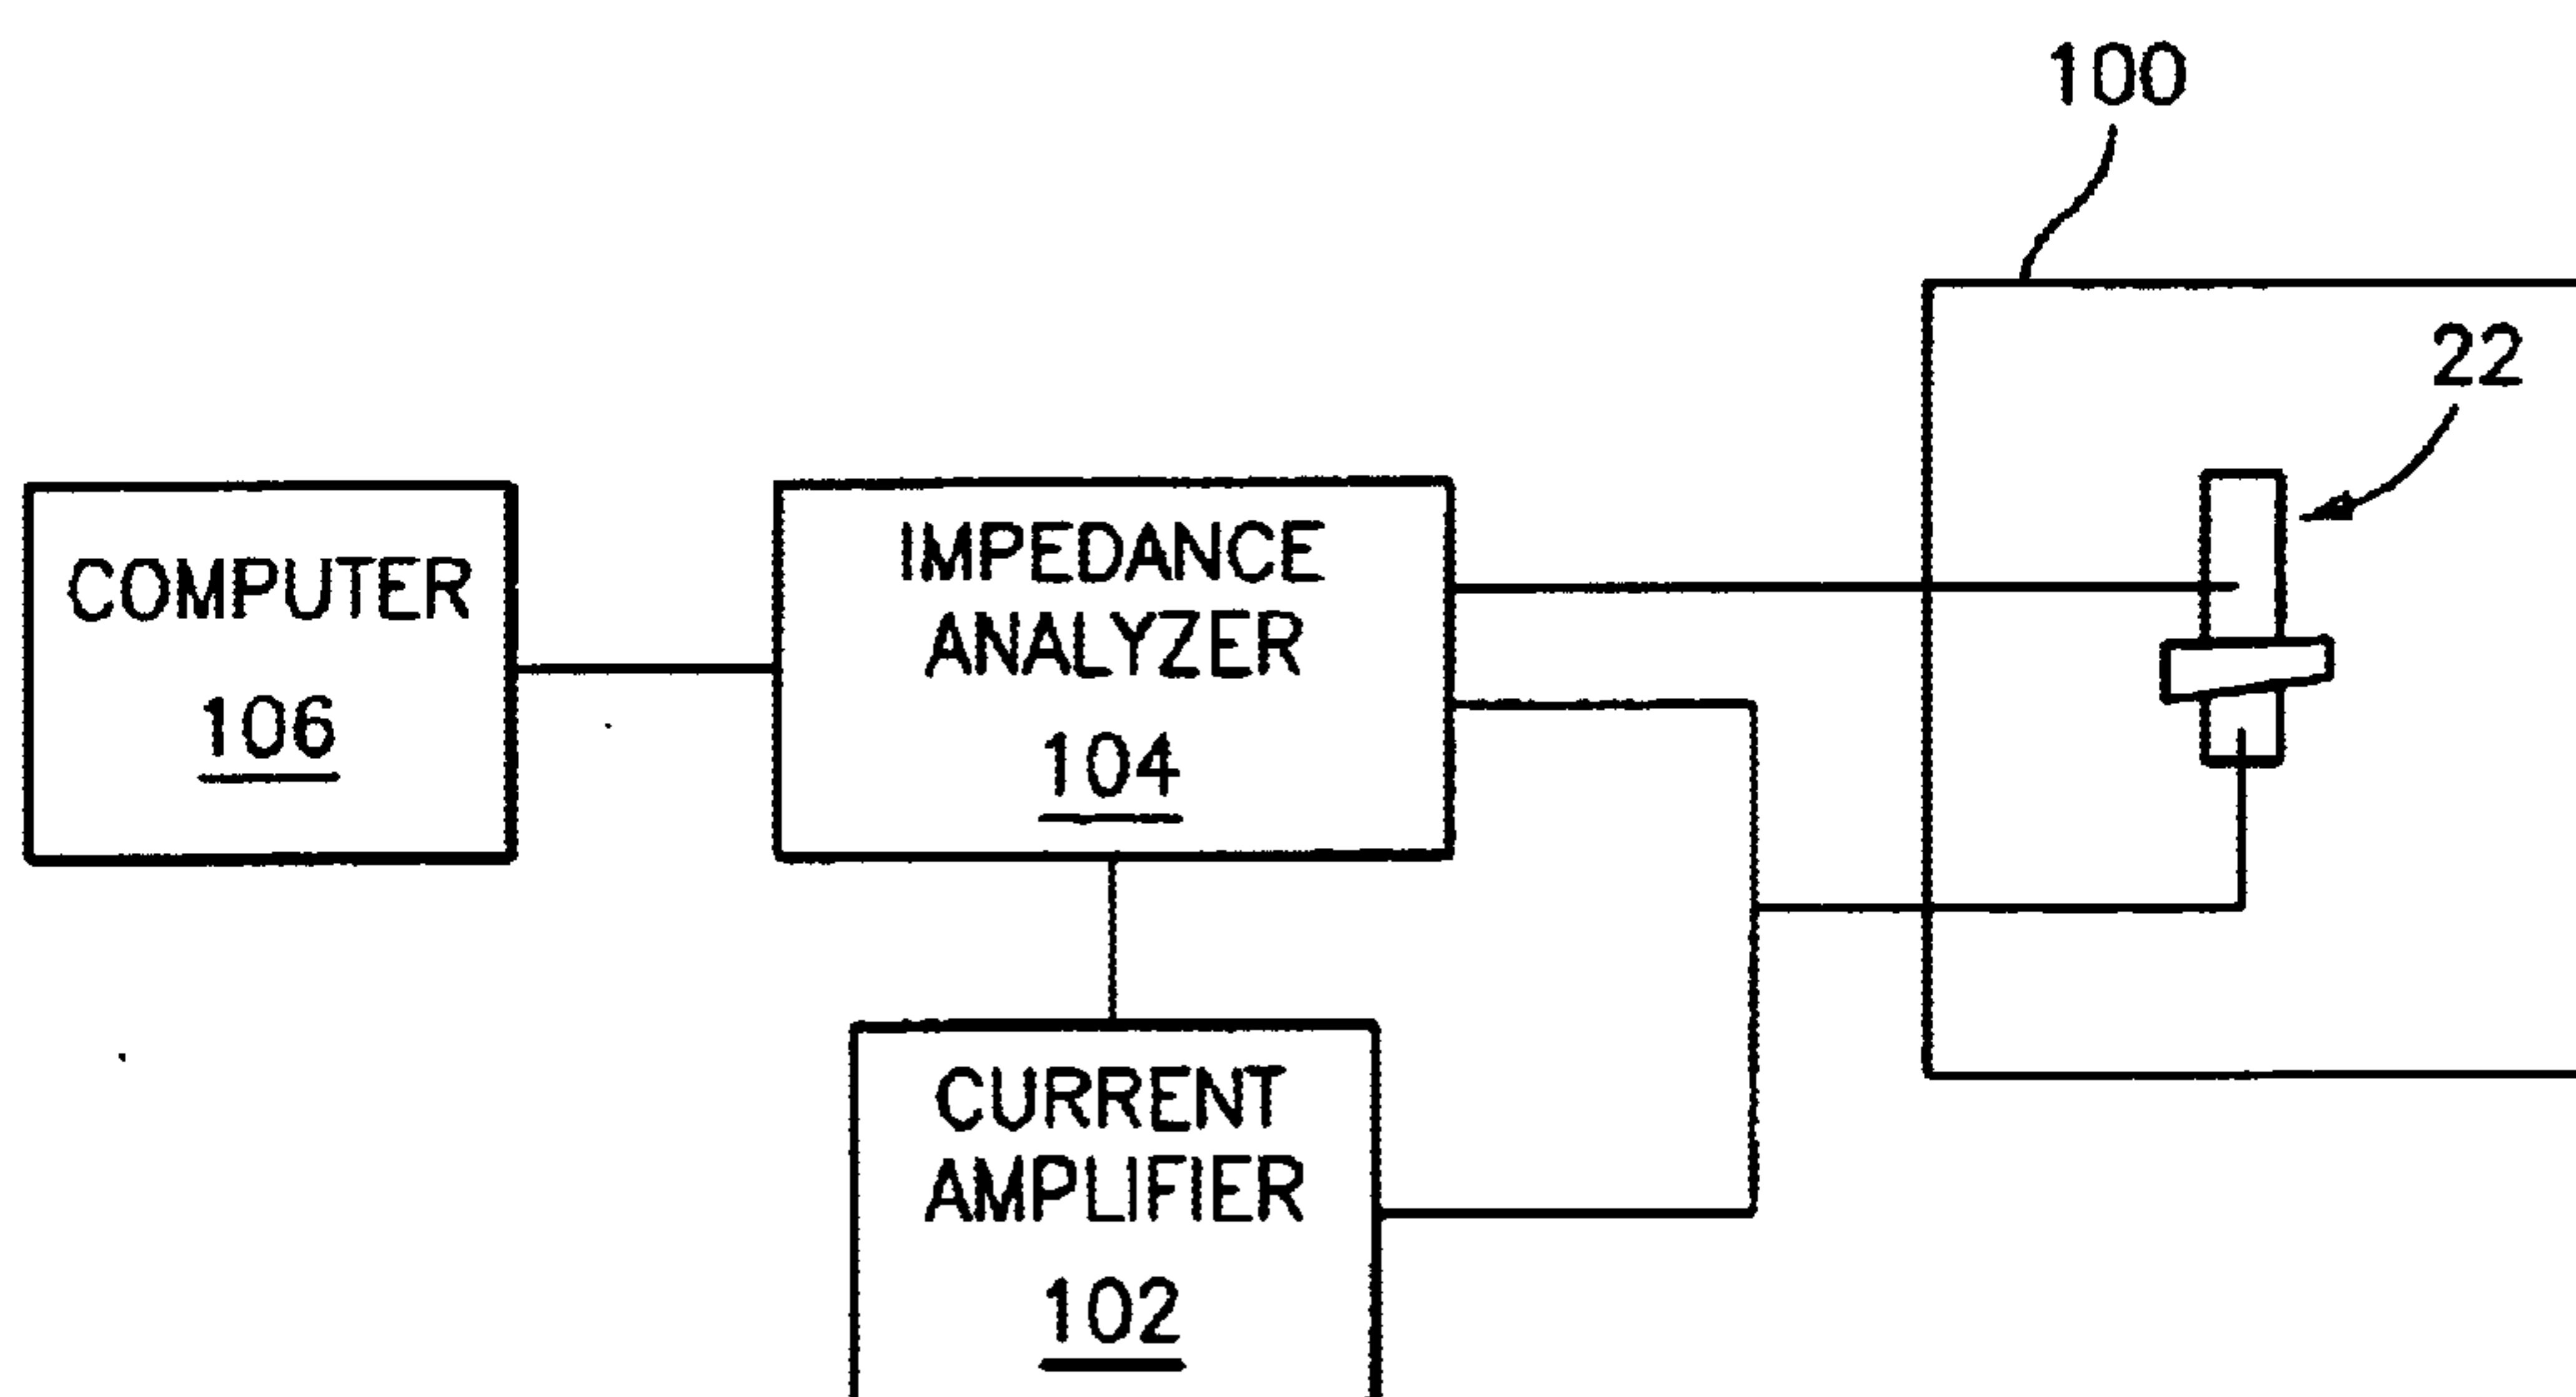 100
22
COMPUTER
106
IMPEDANCE
ANALYZER
104
CURRENT
AMPLIFIER
102